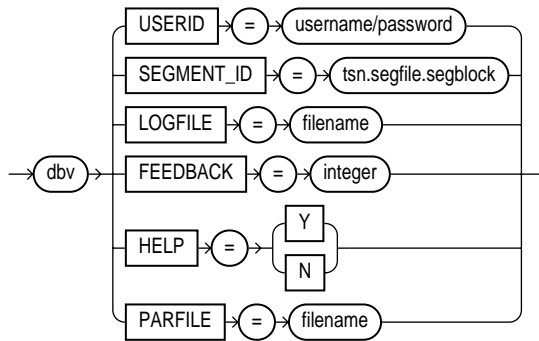 USERID = username/password
SEGMENT_ID = tsn.segfile.segblock
LOGFILE = filename
dbv FEEDBACK = integer
Y
HELP =
N
PARFILE = filename